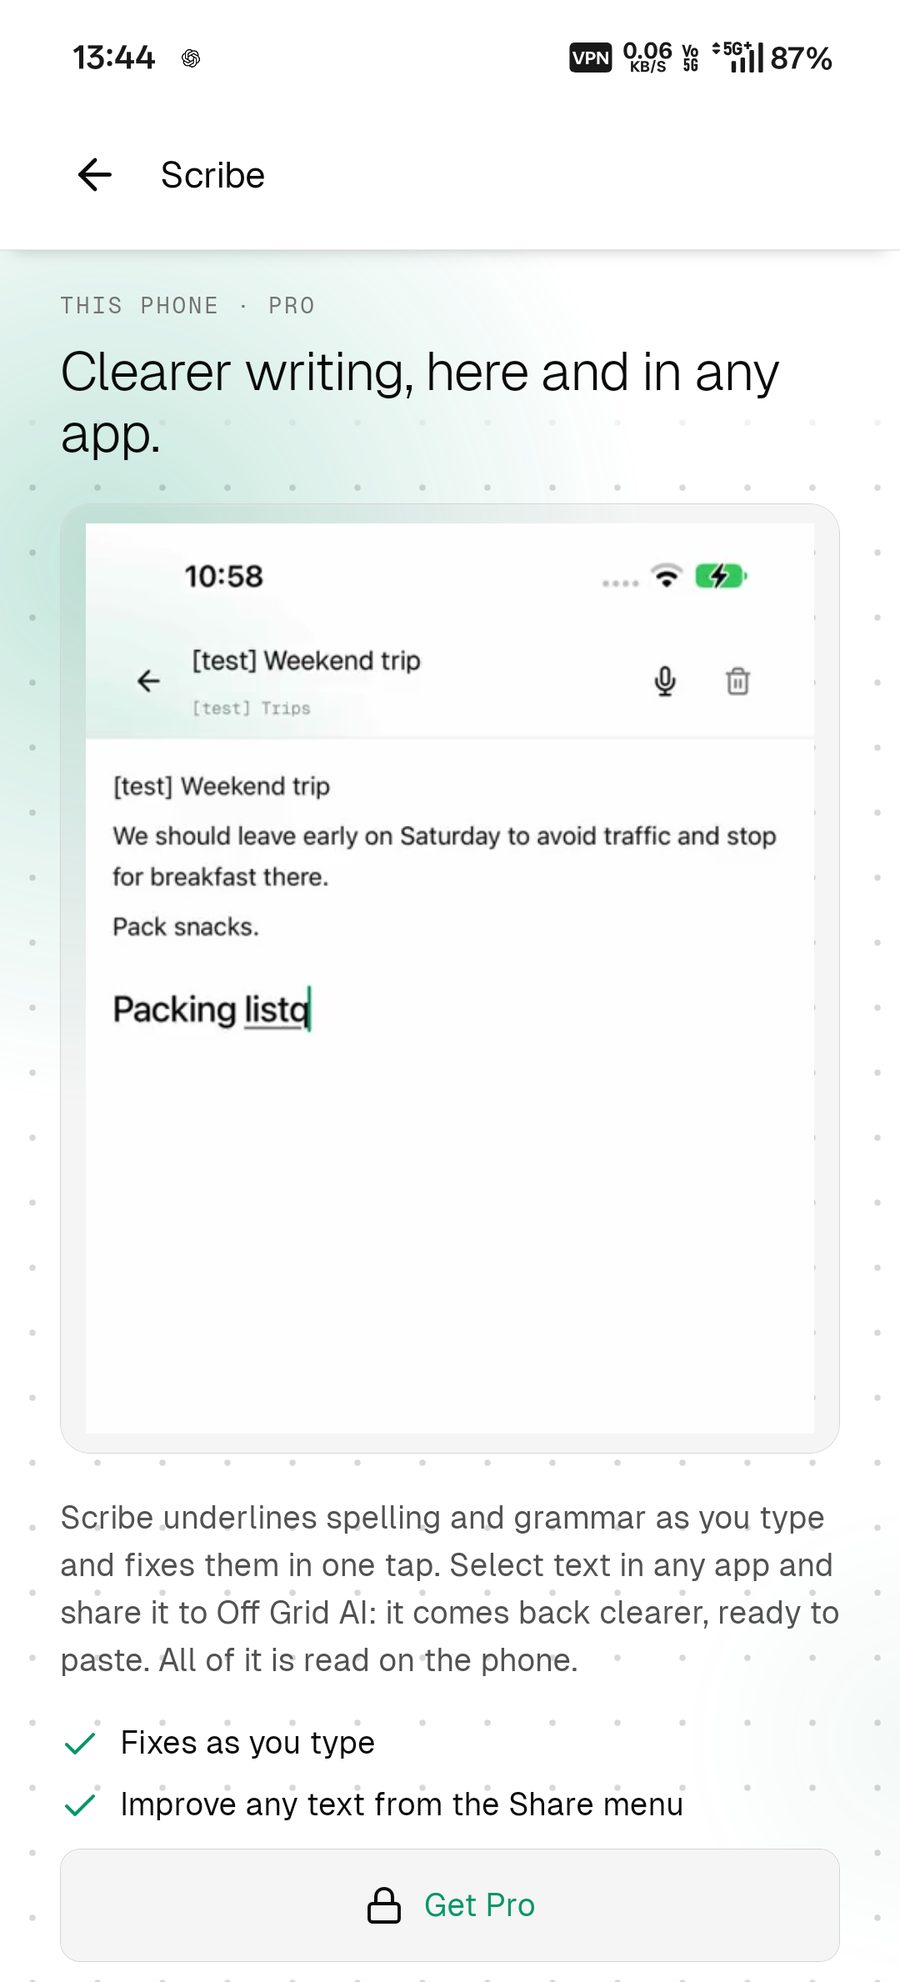 13:44
VPN 0.06 KB/S Vo 5G 5G+ 87%
Scribe
THIS PHONE · PRO
Clearer writing, here and in any
app.
10:58
[test] Weekend trip
[test] Trips
[test] Weekend trip
We should leave early on Saturday to avoid traffic and stop
for breakfast there.
Pack snacks.
Packing listq
Scribe underlines spelling and grammar as you type
and fixes them in one tap. Select text in any app and
share it to Off Grid AI: it comes back clearer, ready to
paste. All of it is read on the phone.
Fixes as you type
Improve any text from the Share menu
Get Pro